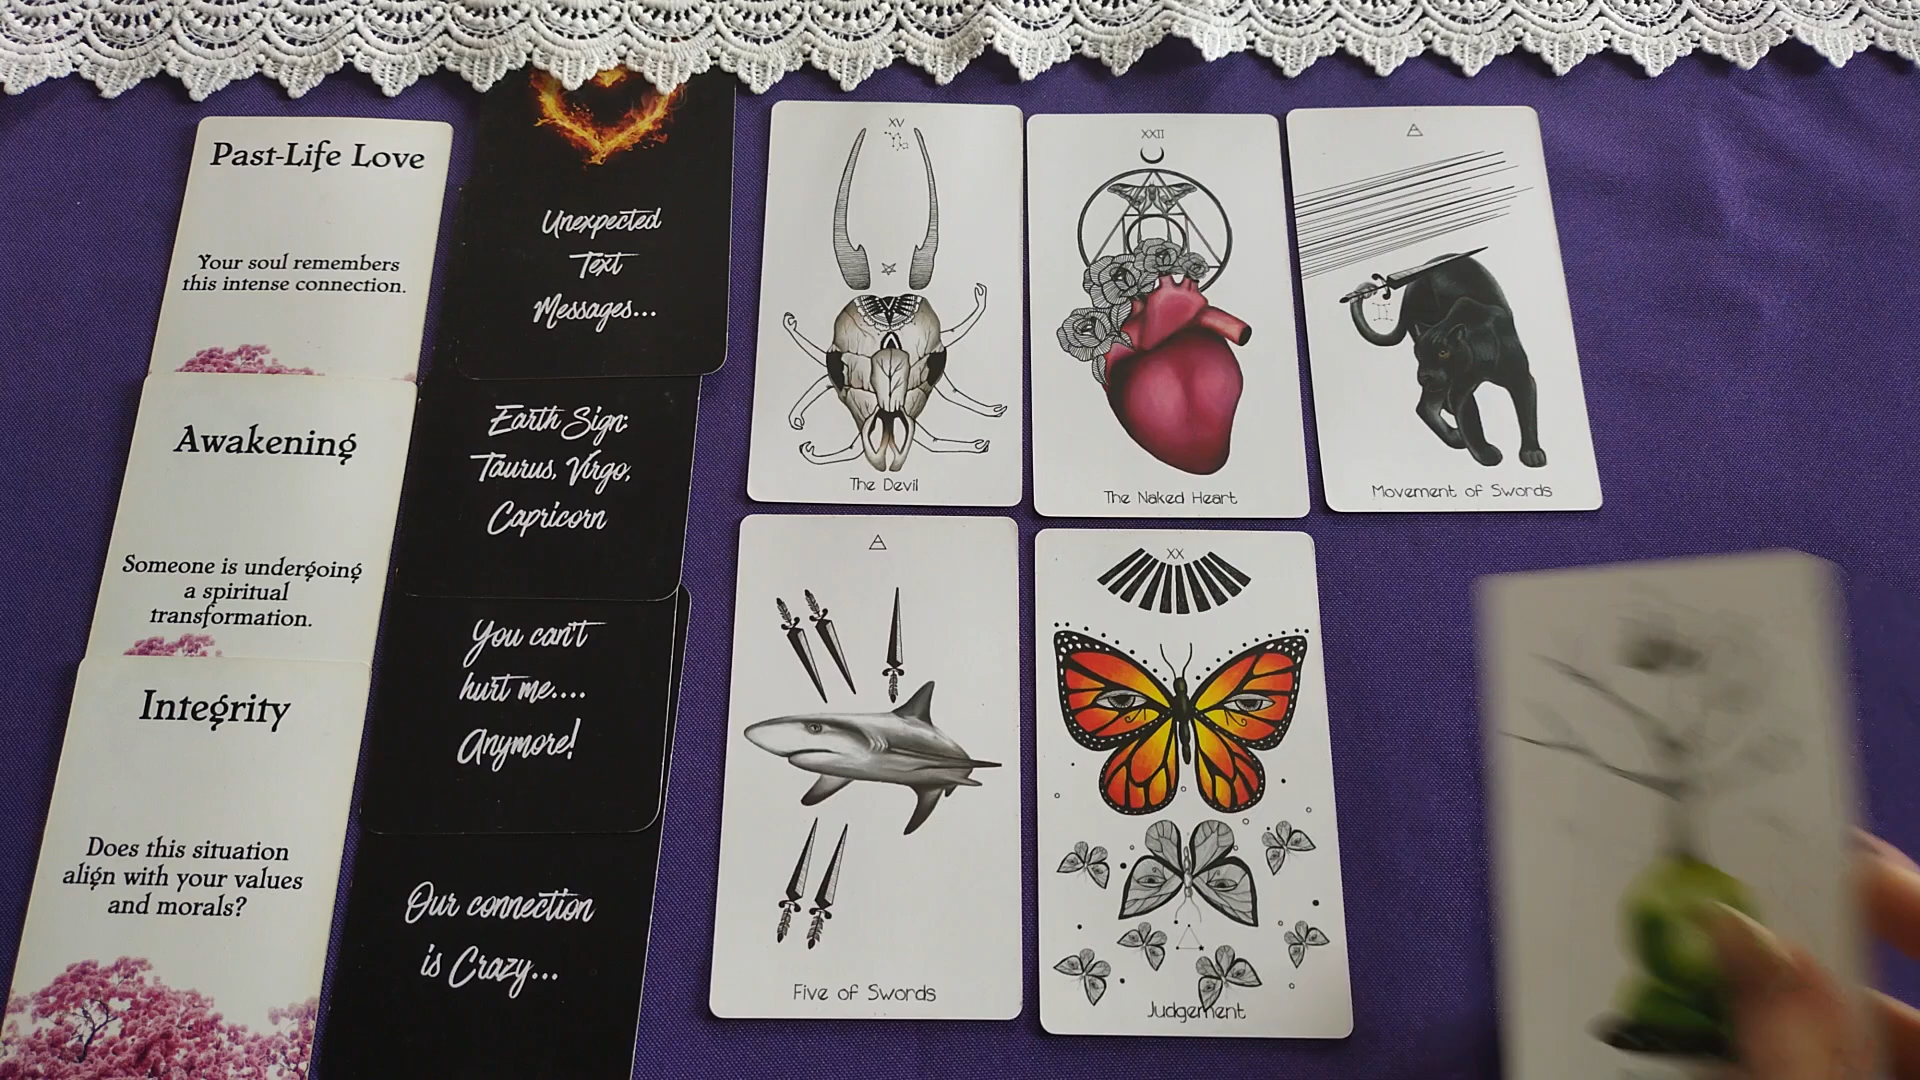 Past-Life Love
Your soul remembers
this intense connection.
Awakening
Someone is undergoing
a spiritual
transformation.
Integrity
Does this situation
align with your values
and morals?
Unexpected
Text
Messages...
Earth Sign:
Taurus, Virgo,
Capricorn
You can't
hurt me....
Anymore!
Our connection
is Crazy...
XV
The Devil
XXII
The Naked Heart
Movement of Swords
Five of Swords
XX
Judgement